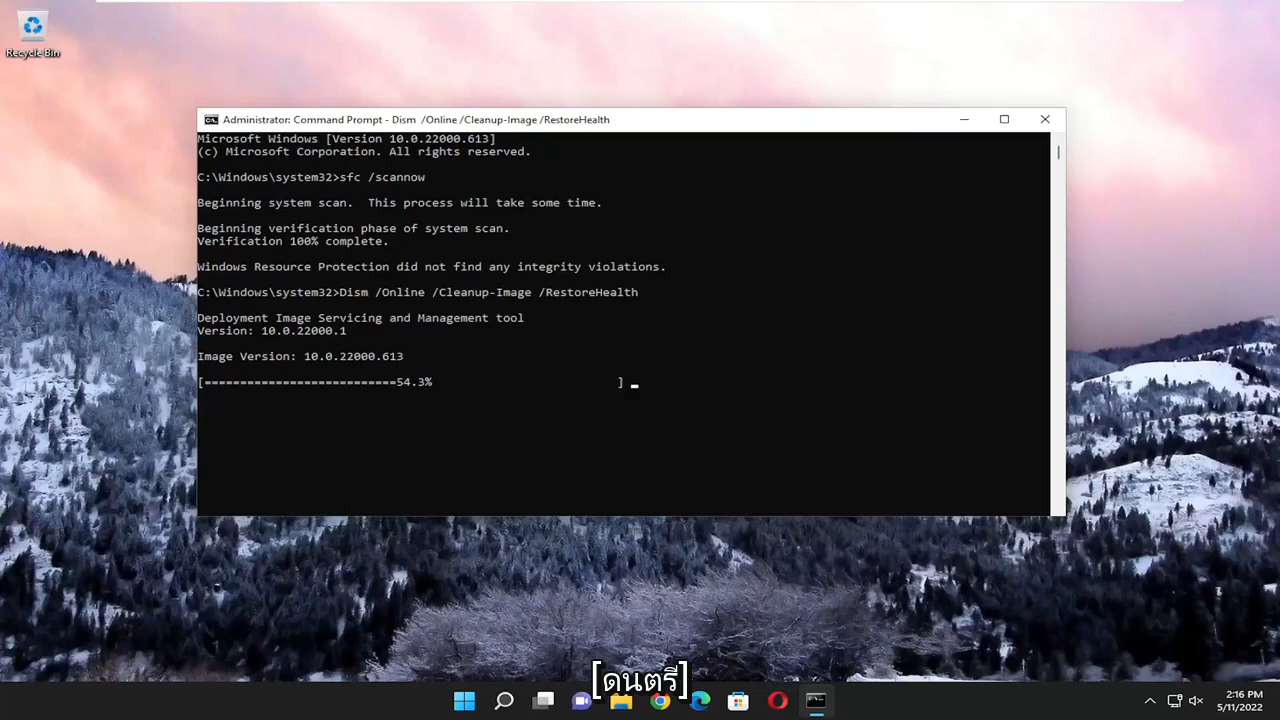 Recycle Bin
Administrator: Command Prompt - Dism  /Online /Cleanup-Image /RestoreHealth
Microsoft Windows [Version 10.0.22000.613]
(c) Microsoft Corporation. All rights reserved.
C:\Windows\system32>sfc /scannow
Beginning system scan.  This process will take some time.
Beginning verification phase of system scan.
Verification 100% complete.
Windows Resource Protection did not find any integrity violations.
C:\Windows\system32>Dism /Online /Cleanup-Image /RestoreHealth
Deployment Image Servicing and Management tool
Version: 10.0.22000.1
Image Version: 10.0.22000.613
[===========================54.3%                          ]
[ดนตรี]
2:16 PM
5/11/2022